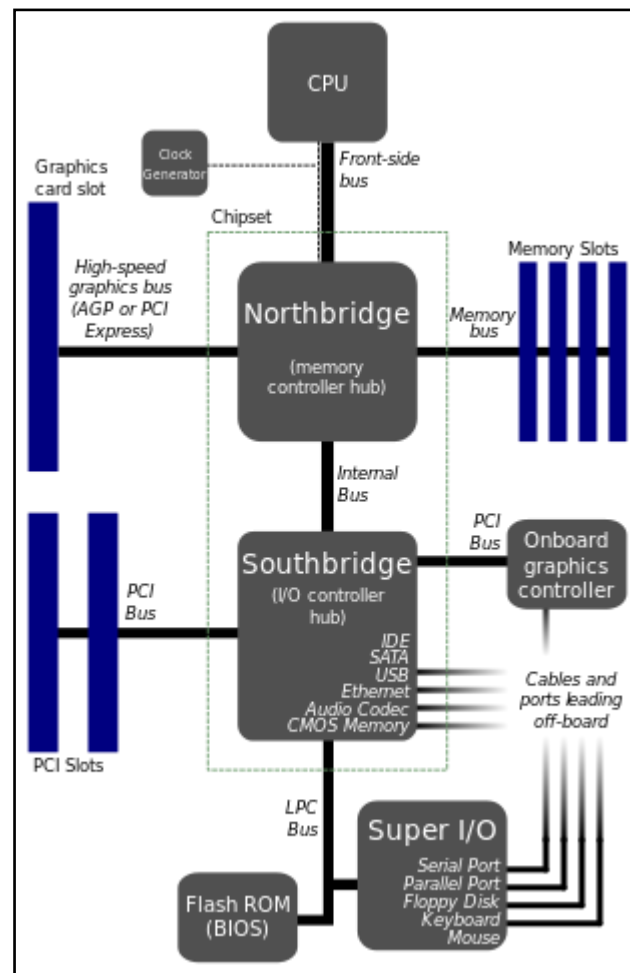 CPU
Clock
Generator
Front-side
bus
Graphics
card slot
Chipset
High-speed
graphics bus
(AGP or PCI
Express)
Northbridge
(memory
controller hub)
Memory Slots
Memory
bus
Internal
Bus
PCI
Bus
Southbridge
(I/O controller
hub)
IDE
SATA
USB
Ethernet
Audio Codec
CMOS Memory
PCI
Bus
Onboard
graphics
controller
Cables and
ports leading
off-board
PCI Slots
LPC
Bus
Super I/O
Serial Port
Parallel Port
Floppy Disk
Keyboard
Mouse
Flash ROM
(BIOS)